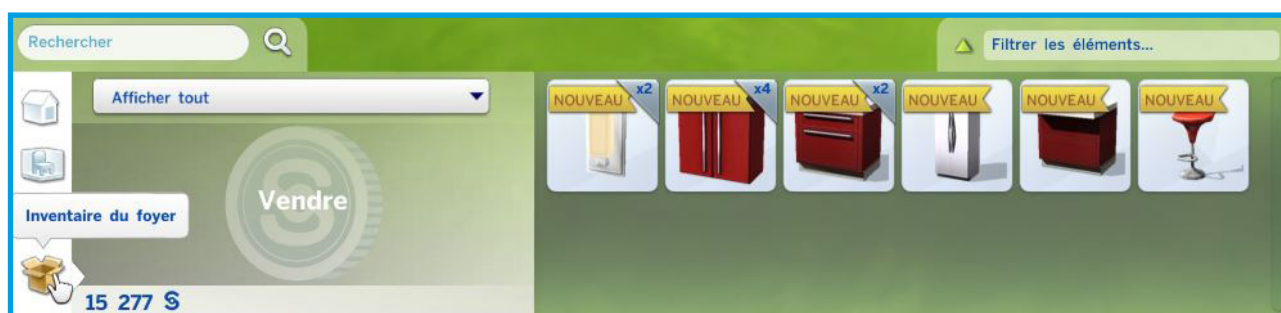 Rechercher
Filtrer les éléments...
Afficher tout
Vendre
Inventaire du foyer
15 277 §
NOUVEAU x2
NOUVEAU x4
NOUVEAU x2
NOUVEAU
NOUVEAU
NOUVEAU